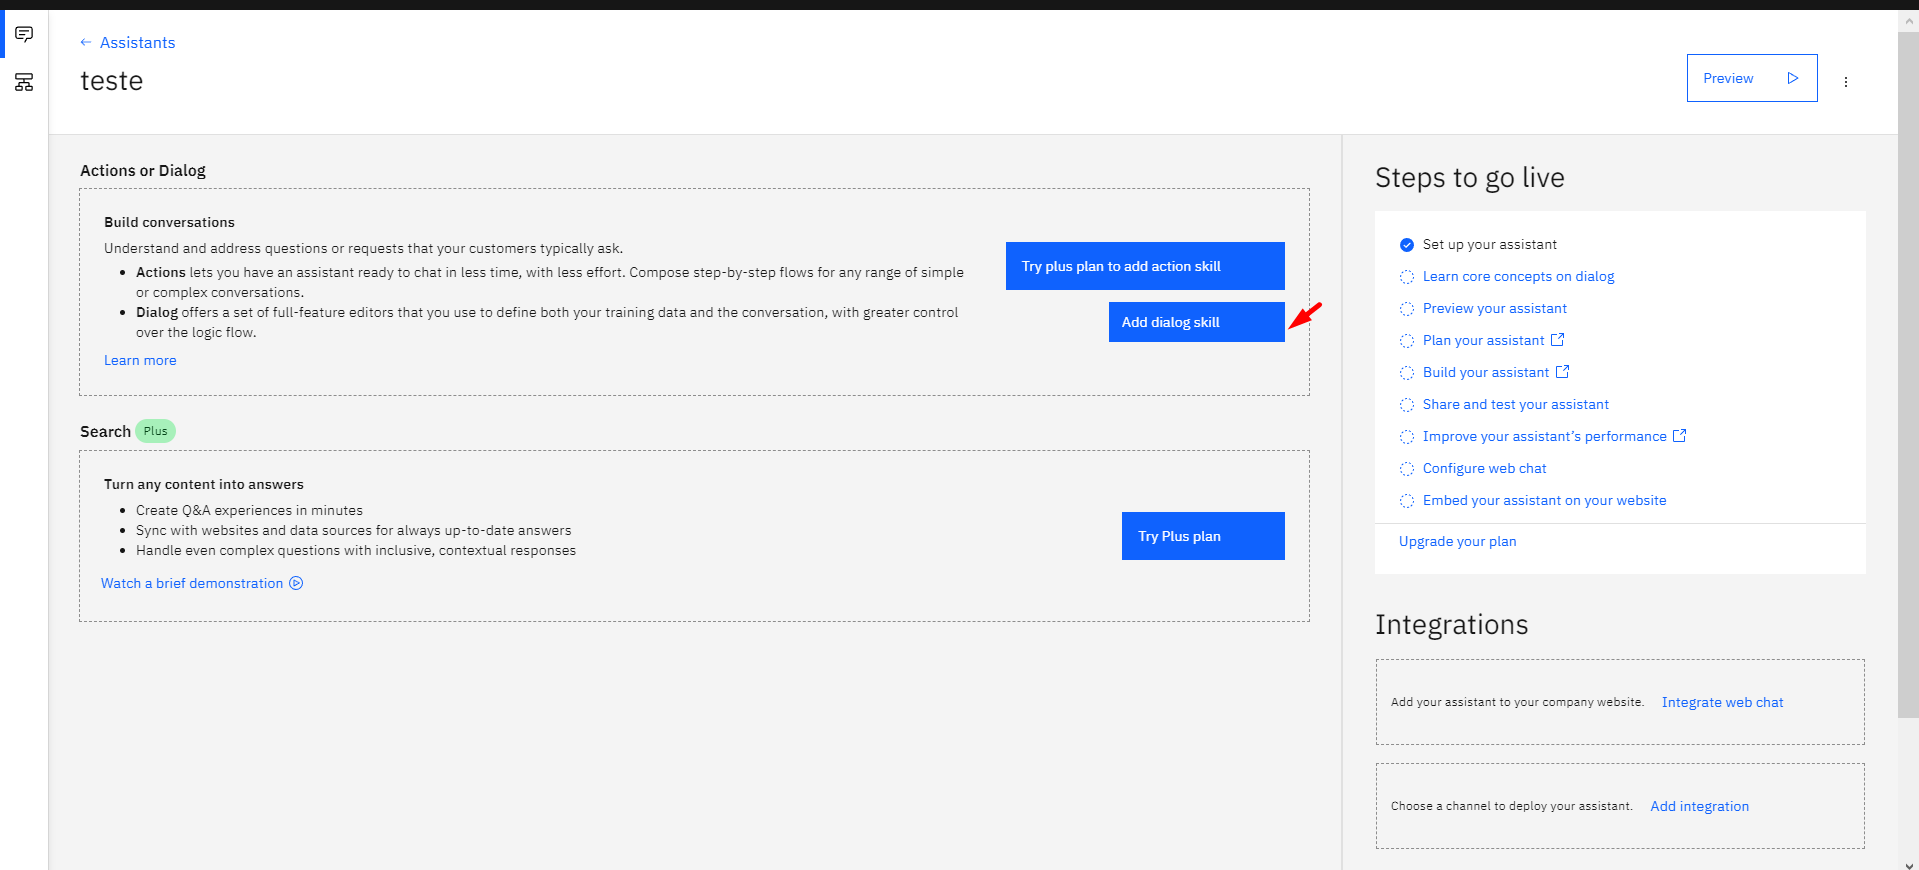 Assistants
teste
Preview
Actions or Dialog
Build conversations
Understand and address questions or requests that your customers typically ask.
Actions lets you have an assistant ready to chat in less time, with less effort. Compose step-by-step flows for any range of simple
or complex conversations.
Dialog offers a set of full-feature editors that you use to define both your training data and the conversation, with greater control
over the logic flow.
Learn more
Try plus plan to add action skill
Add dialog skill
Search Plus
Turn any content into answers
Create Q&A experiences in minutes
Sync with websites and data sources for always up-to-date answers
Handle even complex questions with inclusive, contextual responses
Watch a brief demonstration
Try Plus plan
Steps to go live
Set up your assistant
Learn core concepts on dialog
Preview your assistant
Plan your assistant
Build your assistant
Share and test your assistant
Improve your assistant's performance
Configure web chat
Embed your assistant on your website
Upgrade your plan
Integrations
Add your assistant to your company website. Integrate web chat
Choose a channel to deploy your assistant. Add integration